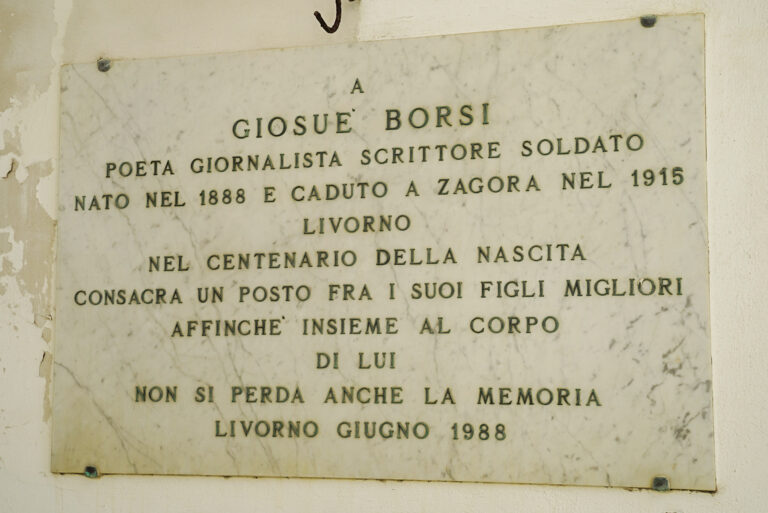 A
GIOSUE' BORSI
POETA GIORNALISTA SCRITTORE SOLDATO
NATO NEL 1888 E CADUTO A ZAGORA NEL 1915
LIVORNO
NEL CENTENARIO DELLA NASCITA
CONSACRA UN POSTO FRA I SUOI FIGLI MIGLIORI
AFFINCHE' INSIEME AL CORPO
DI LUI
NON SI PERDA ANCHE LA MEMORIA
LIVORNO GIUGNO 1988